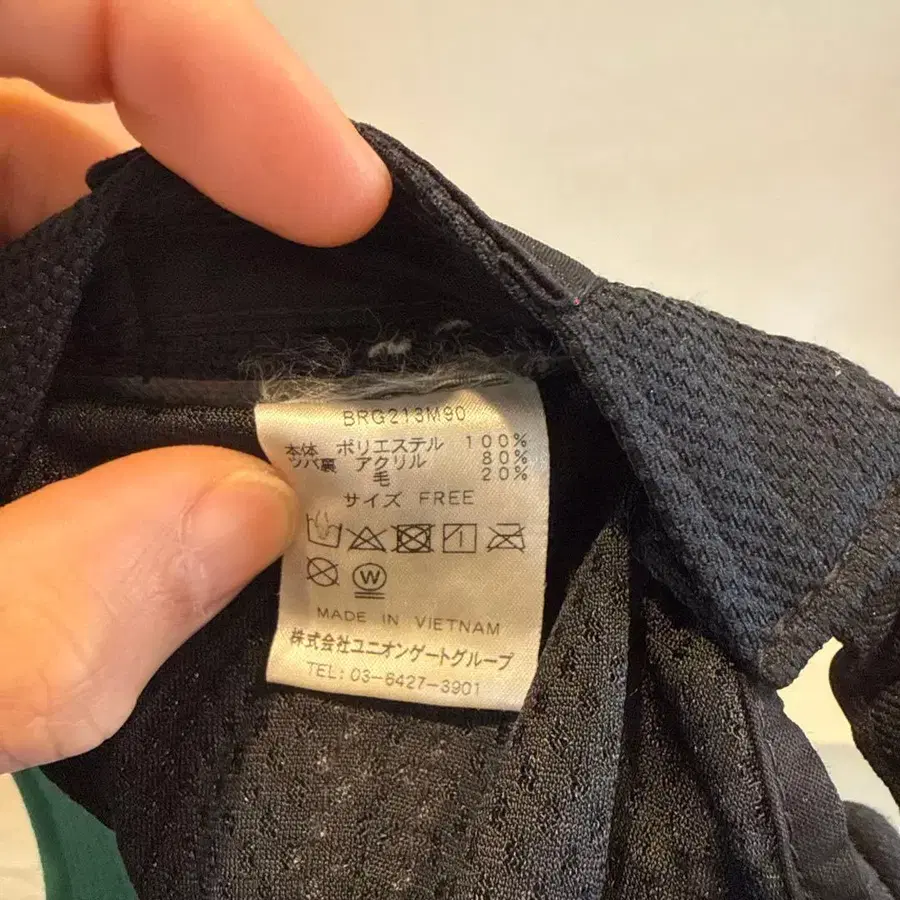 BRG213M90
本体 ポリエステル 100%
ツバ裏 アクリル 80%
毛 20%
サイズ FREE
W
MADE IN VIETNAM
株式会社ユニオンゲートグループ
TEL:03-6427-3901